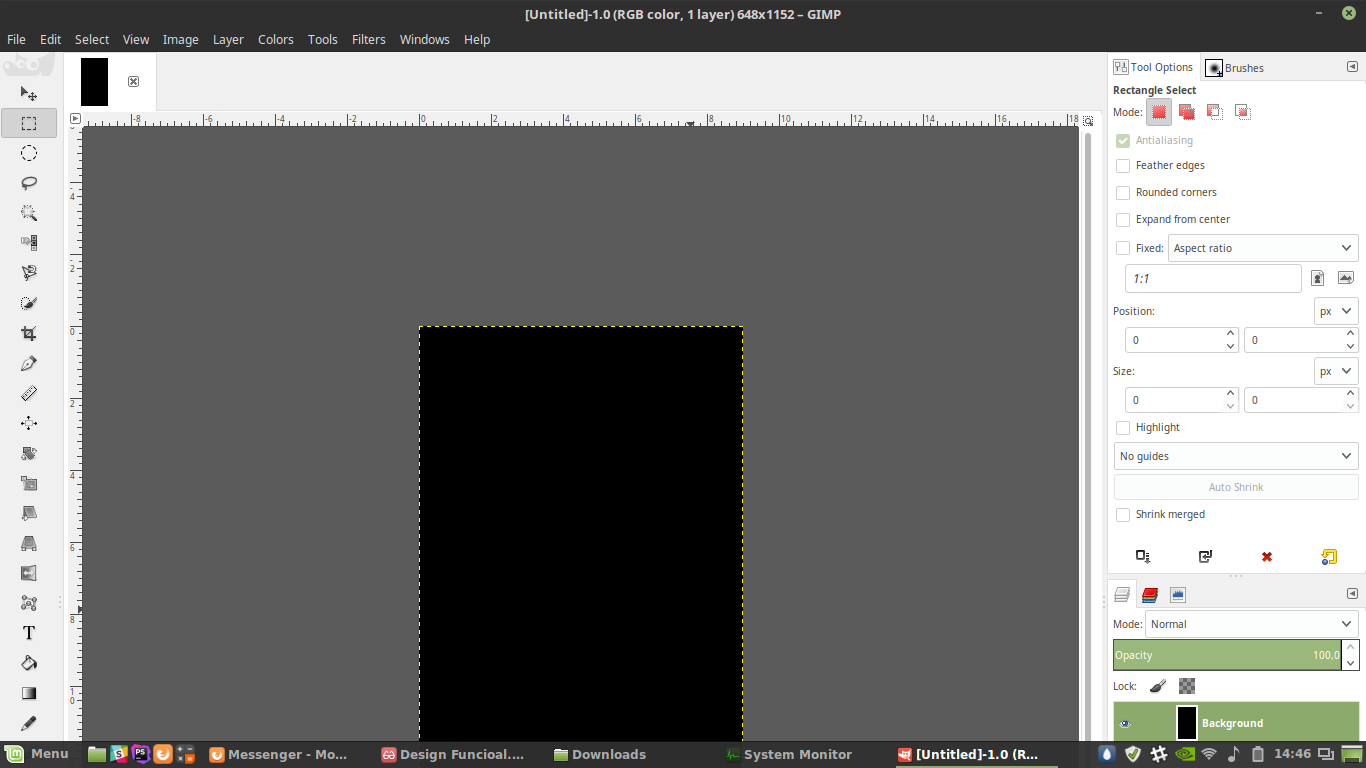 [Untitled]-1.0 (RGB color, 1 layer) 648x1152 – GIMP
File Edit Select View Image Layer Colors Tools Filters Windows Help
Tool Options Brushes
Rectangle Select
Mode:
-8 -6 -4 -2 0 2 4 6 8 10 12 14 16 18
Antialiasing
Feather edges
Rounded corners
Expand from center
Fixed: Aspect ratio
1:1
Position: px
0 0
Size: px
0 0
Highlight
No guides
Auto Shrink
Shrink merged
-4
-2
0
2
4
6
8
10
Mode: Normal
Opacity 100,0
Lock:
Background
T
Menu PS Messenger - Mo... Design Funcioal.... Downloads System Monitor [Untitled]-1.0 (R... 14:46